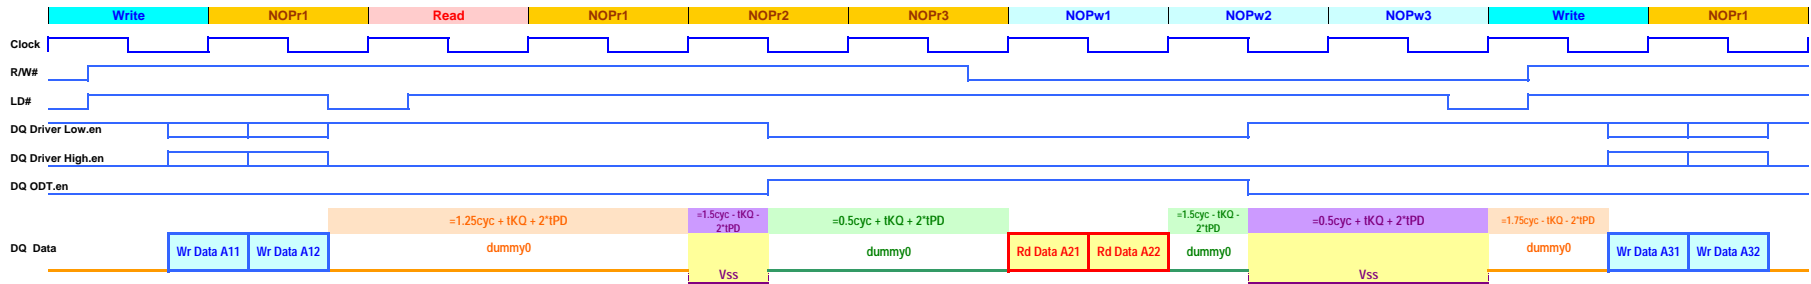 Write NOPr1 Read NOPr1 NOPr2 NOPr3 NOPw1 NOPw2 NOPw3 Write NOPr1
Clock
R/W#
LD#
DQ Driver Low.en
DQ Driver High.en
DQ ODT.en
=1.25cyc + tKQ + 2*tPD
=1.5cyc - tKQ -
2*tPD
=0.5cyc + tKQ + 2*tPD
=1.5cyc - tKQ -
2*tPD
=0.5cyc + tKQ + 2*tPD
=1.75cyc - tKQ - 2*tPD
DQ Data
Wr Data A11 Wr Data A12 dummy0 dummy0 Rd Data A21 Rd Data A22 dummy0 dummy0 Wr Data A31 Wr Data A32
Vss Vss